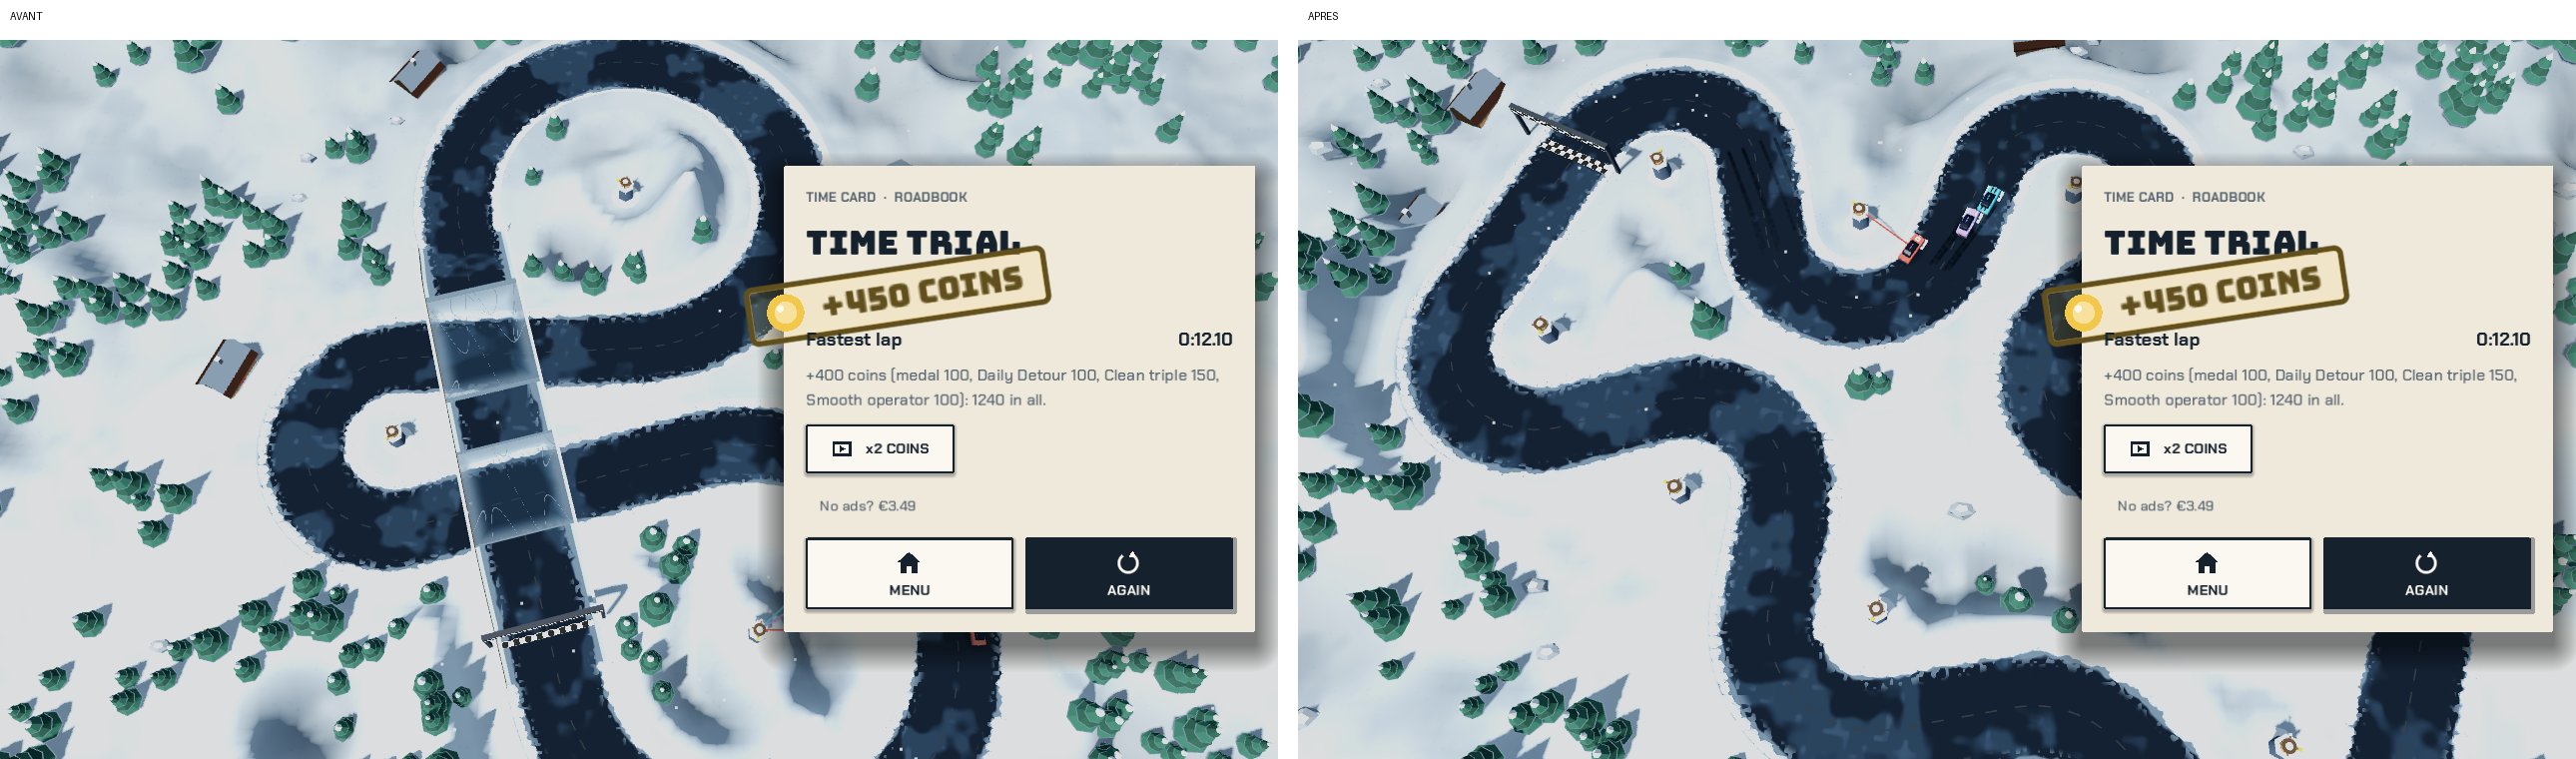 AVANT
TIME CARD · ROADBOOK
TIME TRIAL
+450 COINS
Fastest lap 0:12.10
+400 coins (medal 100, Daily Detour 100, Clean triple 150,
Smooth operator 100): 1240 in all.
x2 COINS
No ads? €3.49
MENU AGAIN
APRES
TIME CARD · ROADBOOK
TIME TRIAL
+450 COINS
Fastest lap 0:12.10
+400 coins (medal 100, Daily Detour 100, Clean triple 150,
Smooth operator 100): 1240 in all.
x2 COINS
No ads? €3.49
MENU AGAIN